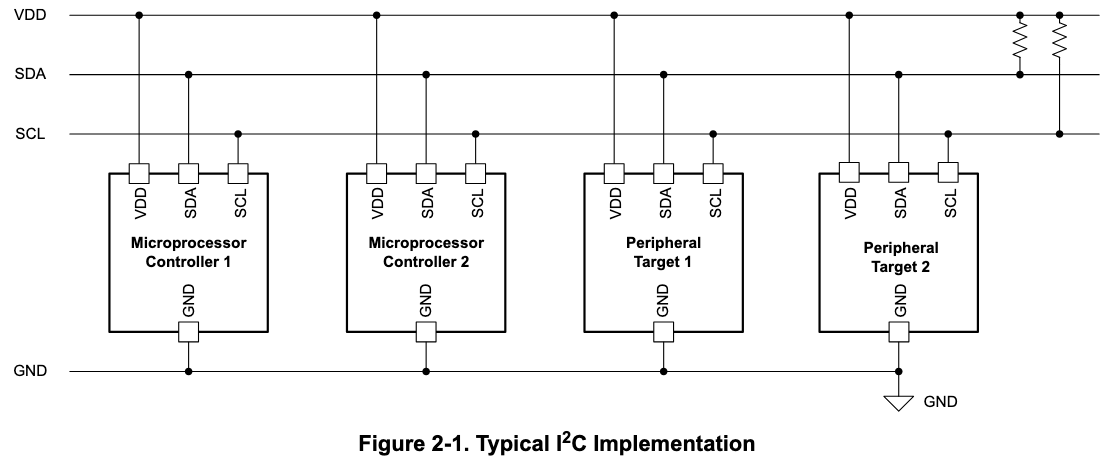 VDD
SDA
SCL
VDD SDA SCL
Microprocessor
Controller 1
GND
VDD SDA SCL
Microprocessor
Controller 2
GND
VDD SDA SCL
Peripheral
Target 1
GND
VDD SDA SCL
Peripheral
Target 2
GND
GND
GND
Figure 2-1. Typical I²C Implementation